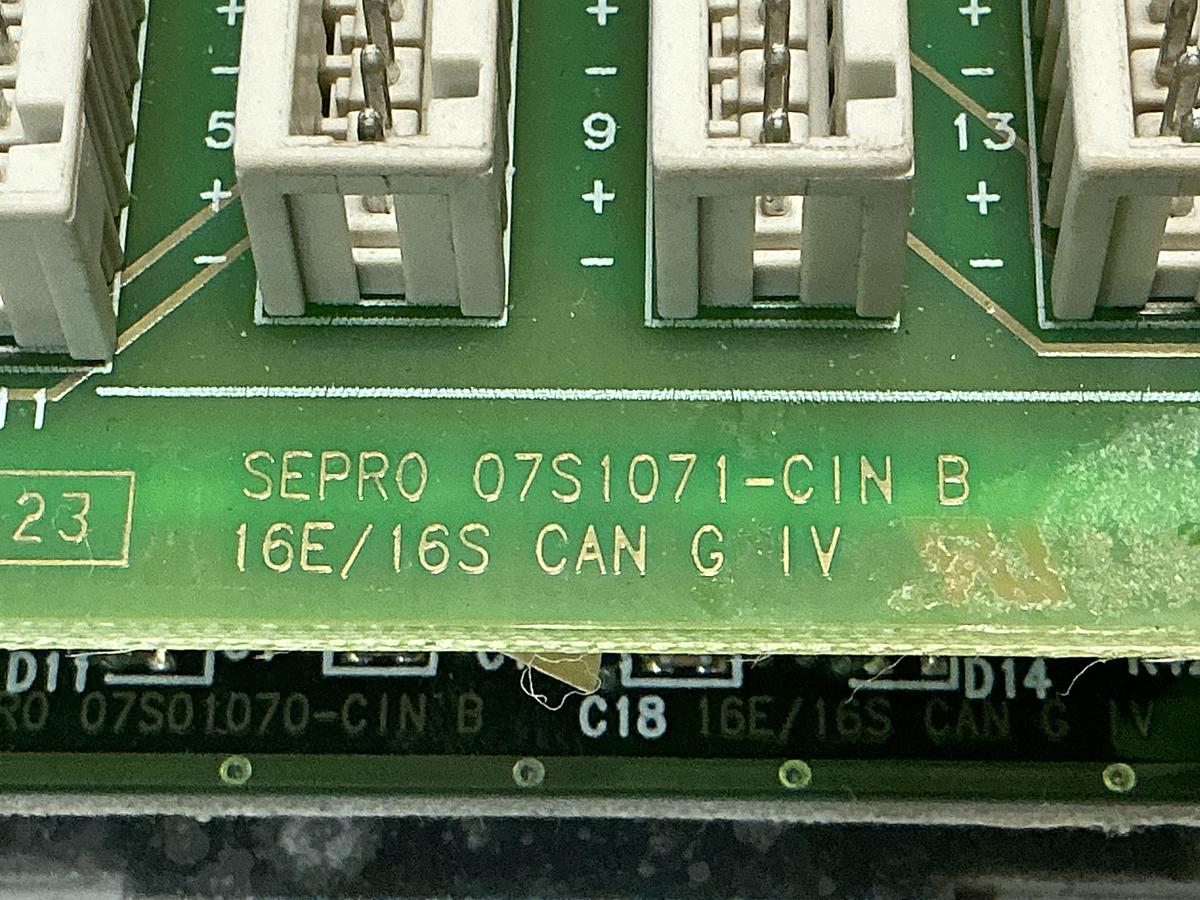 + + +
- - -
5 9 13
+ + +
- - -
SEPRO 07S1071-CIN B
23
16E/16S CAN G IV
D11
C18
D14
RO 07S01070-CIN B
16E/16S CAN G IV